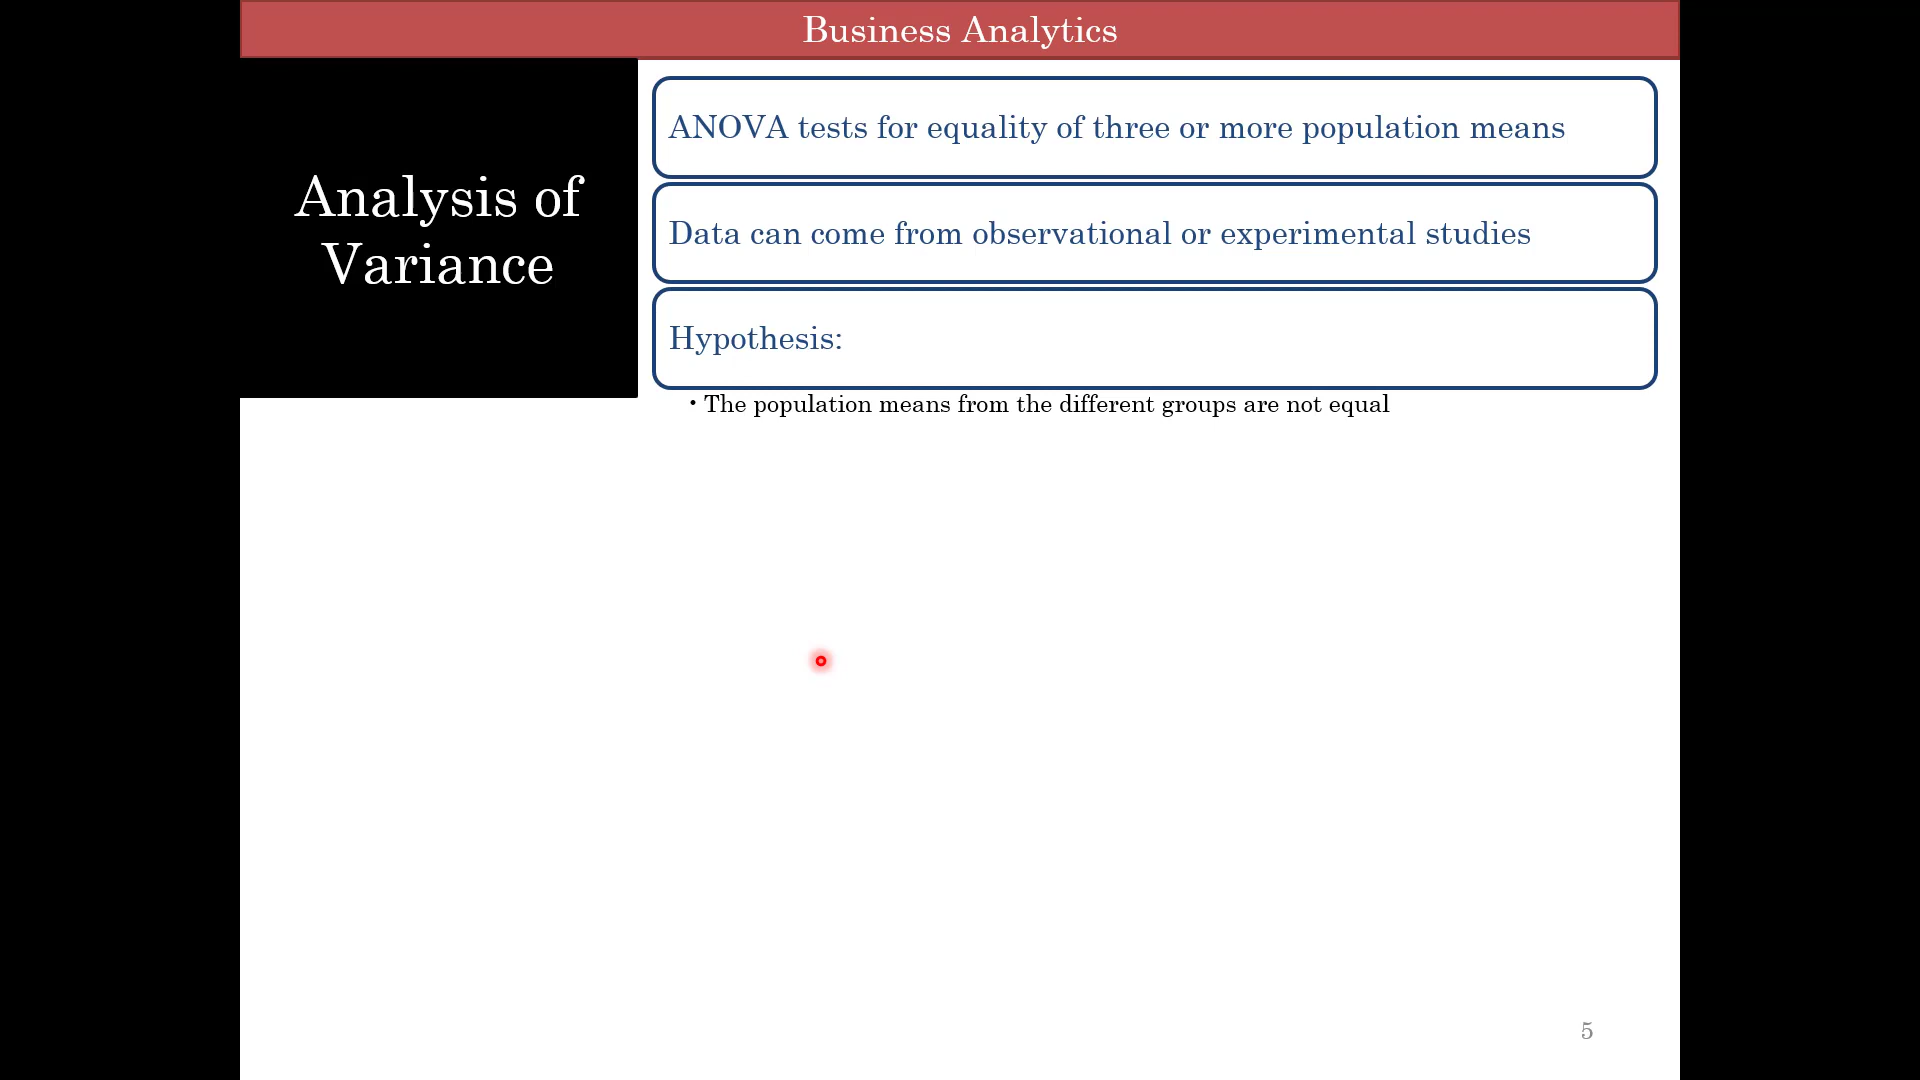 Business Analytics
Analysis of
Variance
ANOVA tests for equality of three or more population means
Data can come from observational or experimental studies
Hypothesis:
• The population means from the different groups are not equal
5